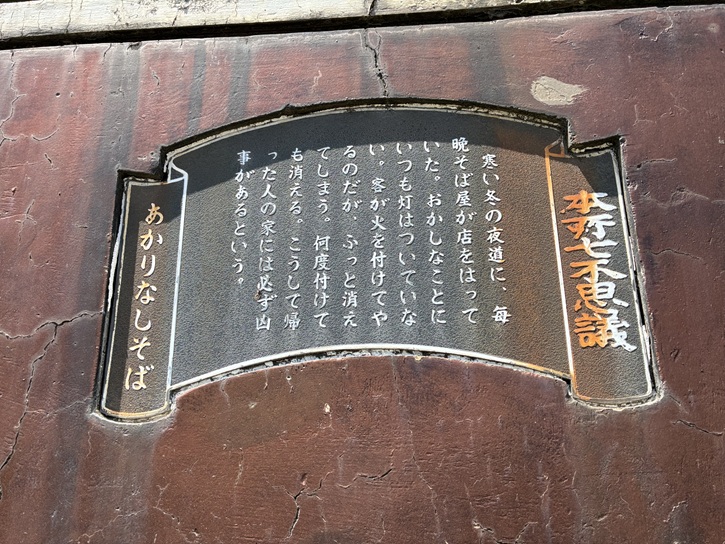 本所七不思議
寒い冬の夜道に、毎
晩そば屋が店をはって
いた。おかしなことに
いつも灯はついていな
い。客が火を付けてや
るのだが、ふっと消え
てしまう。何度付けて
も消える。こうして帰
った人の家には必ず凶
事があるという。
あかりなしそば